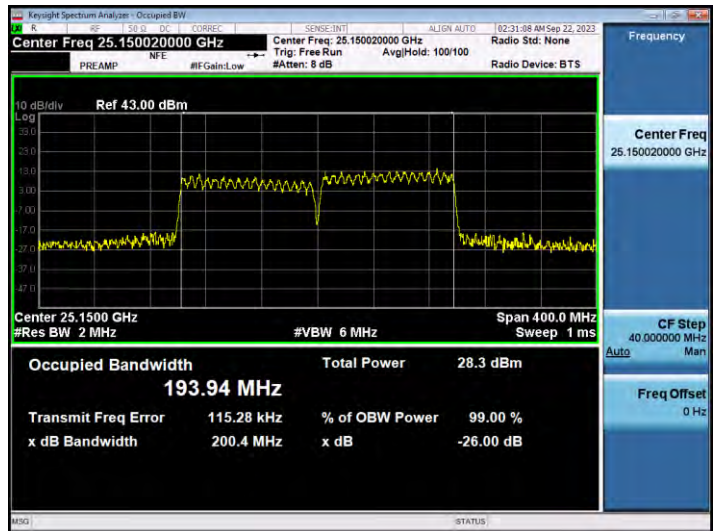 Keysight Spectrum Analyzer - Occupied BW
R RF 50 Ω DC CORREC SENSE:INT ALIGN AUTO 02:31:08 AM Sep 22, 2023
Center Freq 25.150020000 GHz
Center Freq: 25.150020000 GHz
Radio Std: None
NFE
Trig: Free Run Avg|Hold: 100/100
PREAMP #IFGain:Low #Atten: 8 dB Radio Device: BTS
10 dB/div Ref 43.00 dBm
Log
33.0
23.0
13.0
3.00
-7.00
-17.0
-27.0
-37.0
-47.0
Center 25.1500 GHz Span 400.0 MHz
#Res BW 2 MHz #VBW 6 MHz Sweep 1 ms
Occupied Bandwidth Total Power 28.3 dBm
193.94 MHz
Transmit Freq Error 115.28 kHz % of OBW Power 99.00 %
x dB Bandwidth 200.4 MHz x dB -26.00 dB
Frequency
Center Freq
25.150020000 GHz
CF Step
40.000000 MHz
Auto Man
Freq Offset
0 Hz
MSG STATUS